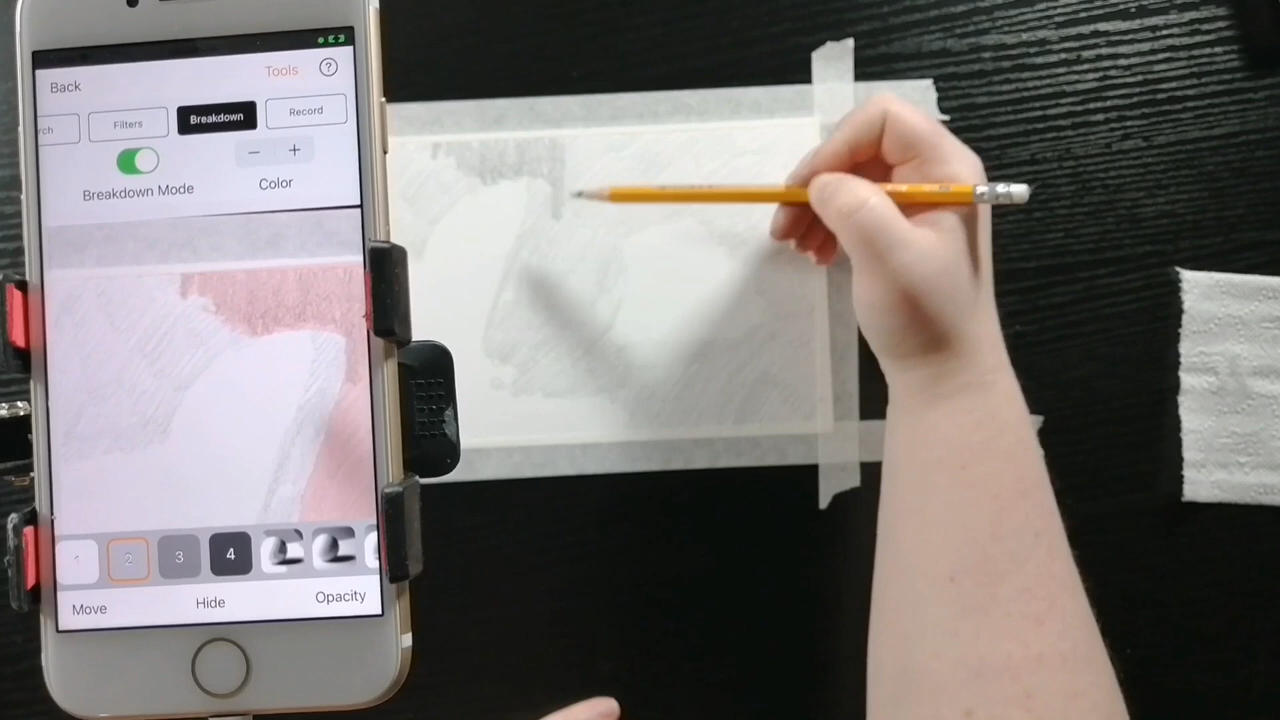 Back
Tools
?
rch
Filters
Breakdown
Record
− +
Breakdown Mode
Color
1
2
3
4
Move
Hide
Opacity